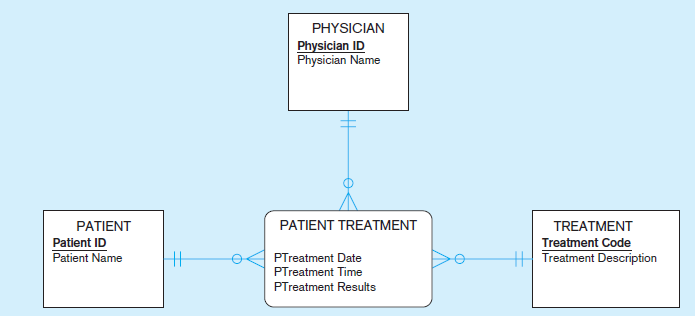 PHYSICIAN
Physician ID
Physician Name
PATIENT
Patient ID
Patient Name
PATIENT TREATMENT
PTreatment Date
PTreatment Time
PTreatment Results
TREATMENT
Treatment Code
Treatment Description